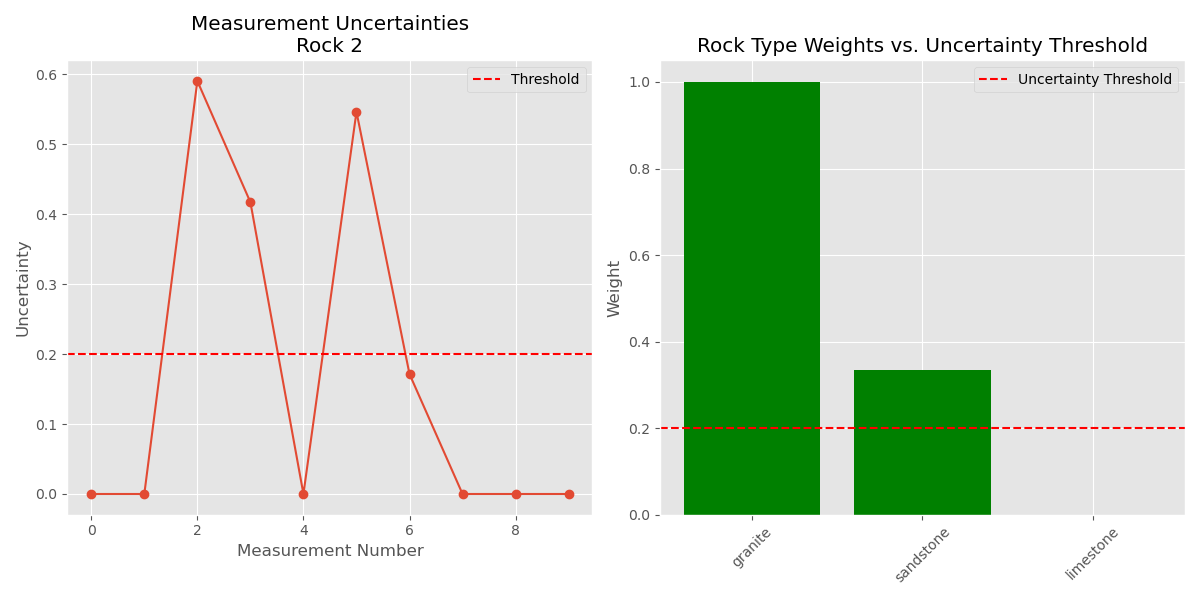 Measurement Uncertainties
Rock 2
Threshold
0.6
0.5
0.4
0.3
0.2
0.1
0.0
Uncertainty
0 2 4 6 8
Measurement Number
Rock Type Weights vs. Uncertainty Threshold
Uncertainty Threshold
1.0
0.8
0.6
0.4
0.2
0.0
Weight
granite
sandstone
limestone